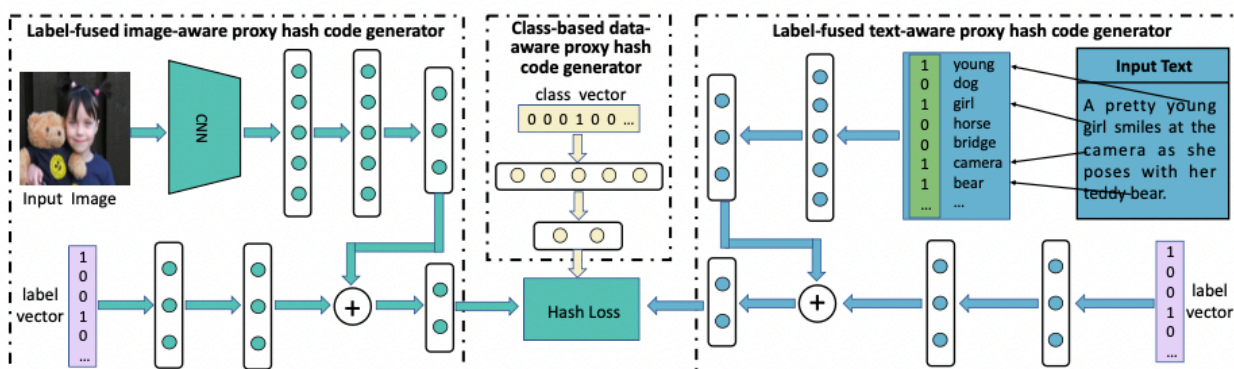 Label-fused image-aware proxy hash code generator
CNN
Input Image
1
0
0
1
0
...
label
vector
+
Class-based data-
aware proxy hash
code generator
class vector
0 0 0 1 0 0 ...
Hash Loss
Label-fused text-aware proxy hash code generator
1 young
0 dog
1 girl
0 horse
0 bridge
1 camera
1 bear
... ...
Input Text
A pretty young
girl smiles at the
camera as she
poses with her
teddy bear.
+
1
0
0
1
0
...
label
vector